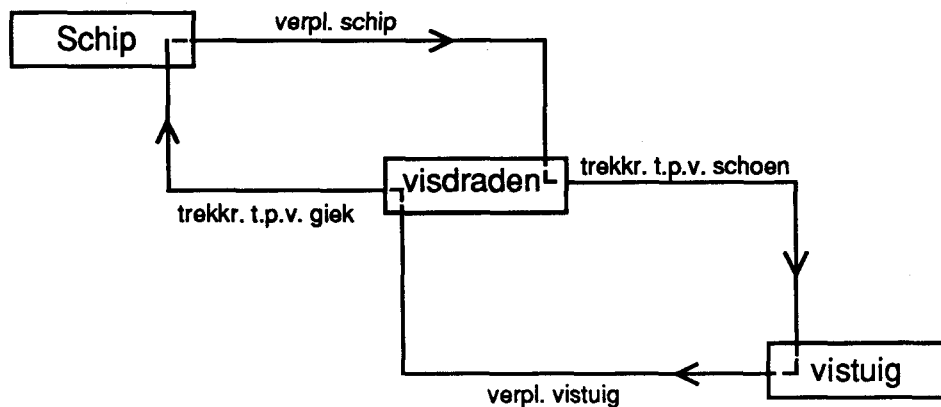 verpl. schip
Schip
trekkr. t.p.v. schoen
visdraden
trekkr. t.p.v. giek
vistuig
verpl. vistuig